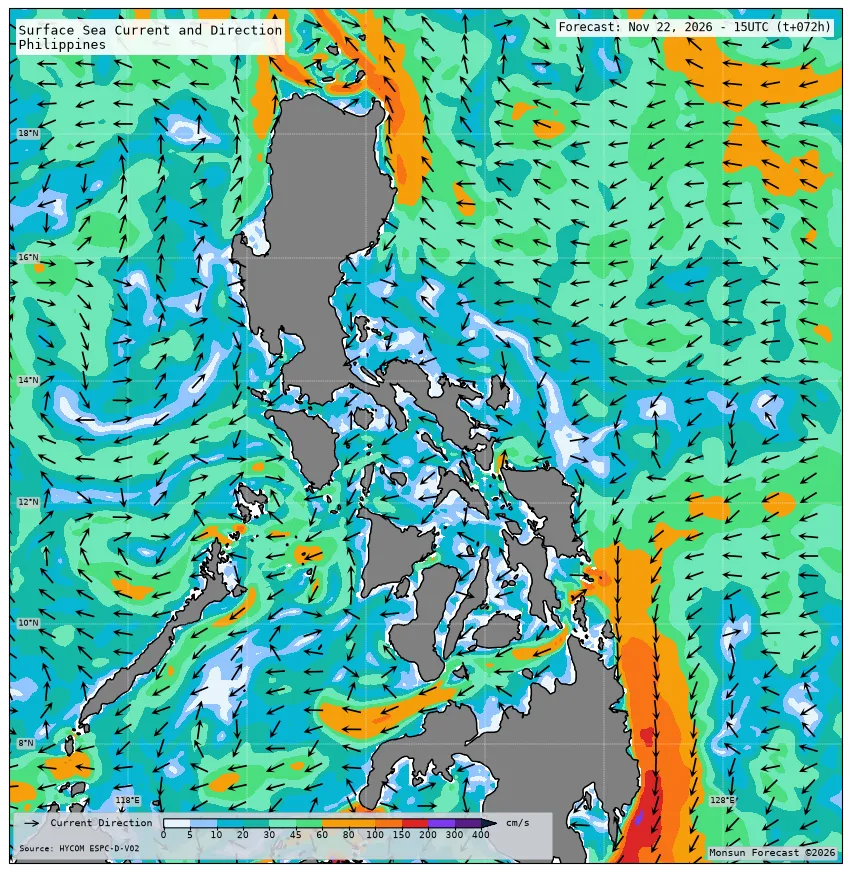 Surface Sea Current and Direction
Philippines
Forecast: Nov 22, 2026 - 15UTC (t+072h)
18°N
16°N
14°N
12°N
10°N
8°N
118°E
128°E
Current Direction
0 5 10 20 30 45 60 80 100 150 200 300 400
cm/s
Source: HYCOM ESPC-D-V02
Monsun Forecast ©2026